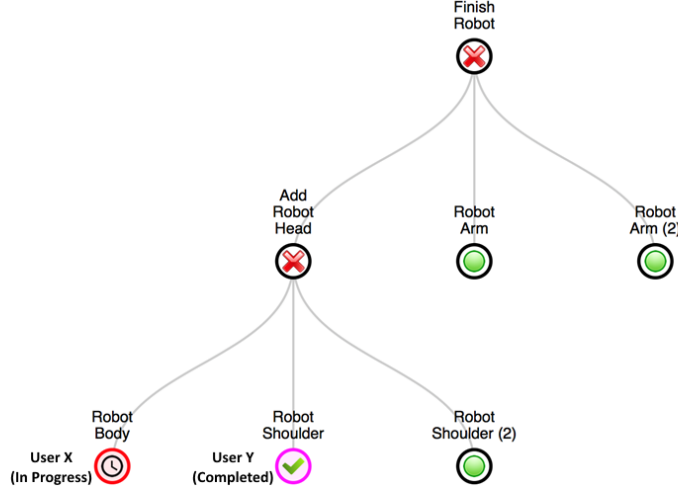 Finish
Robot
Add
Robot
Head
Robot
Arm
Robot
Arm (2)
Robot
Body
Robot
Shoulder
Robot
Shoulder (2)
User X
(In Progress)
User Y
(Completed)